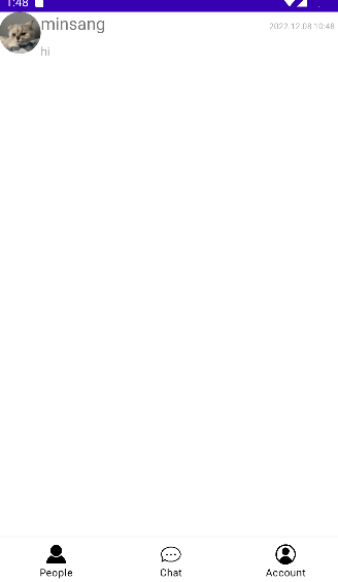 1:48
minsang
2022.12.08 10:48
hi
People
Chat
Account